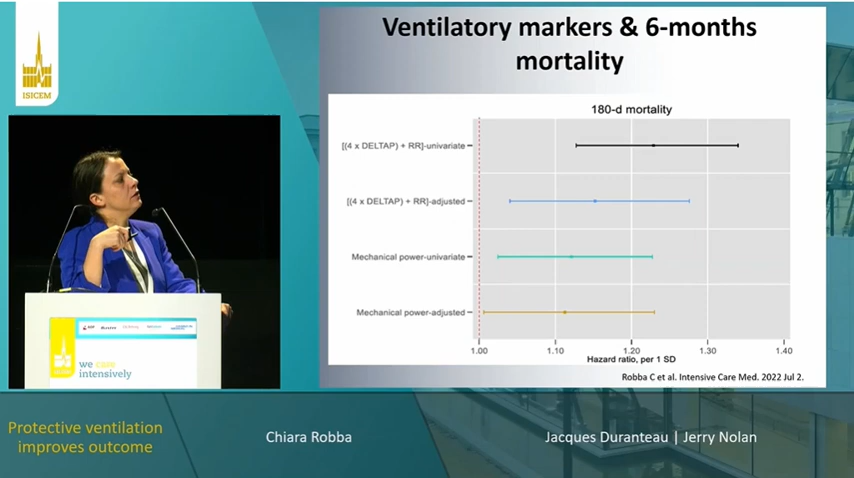 ISICEM
Ventilatory markers & 6-months
mortality
180-d mortality
[(4 x DELTAP) + RR]-univariate
[(4 x DELTAP) + RR]-adjusted
Mechanical power-univariate
Mechanical power-adjusted
1.00 1.10 1.20 1.30 1.40
Hazard ratio, per 1 SD
Robba C et al. Intensive Care Med. 2022 Jul 2.
we care
intensively
Protective ventilation
improves outcome
Chiara Robba
Jacques Duranteau | Jerry Nolan